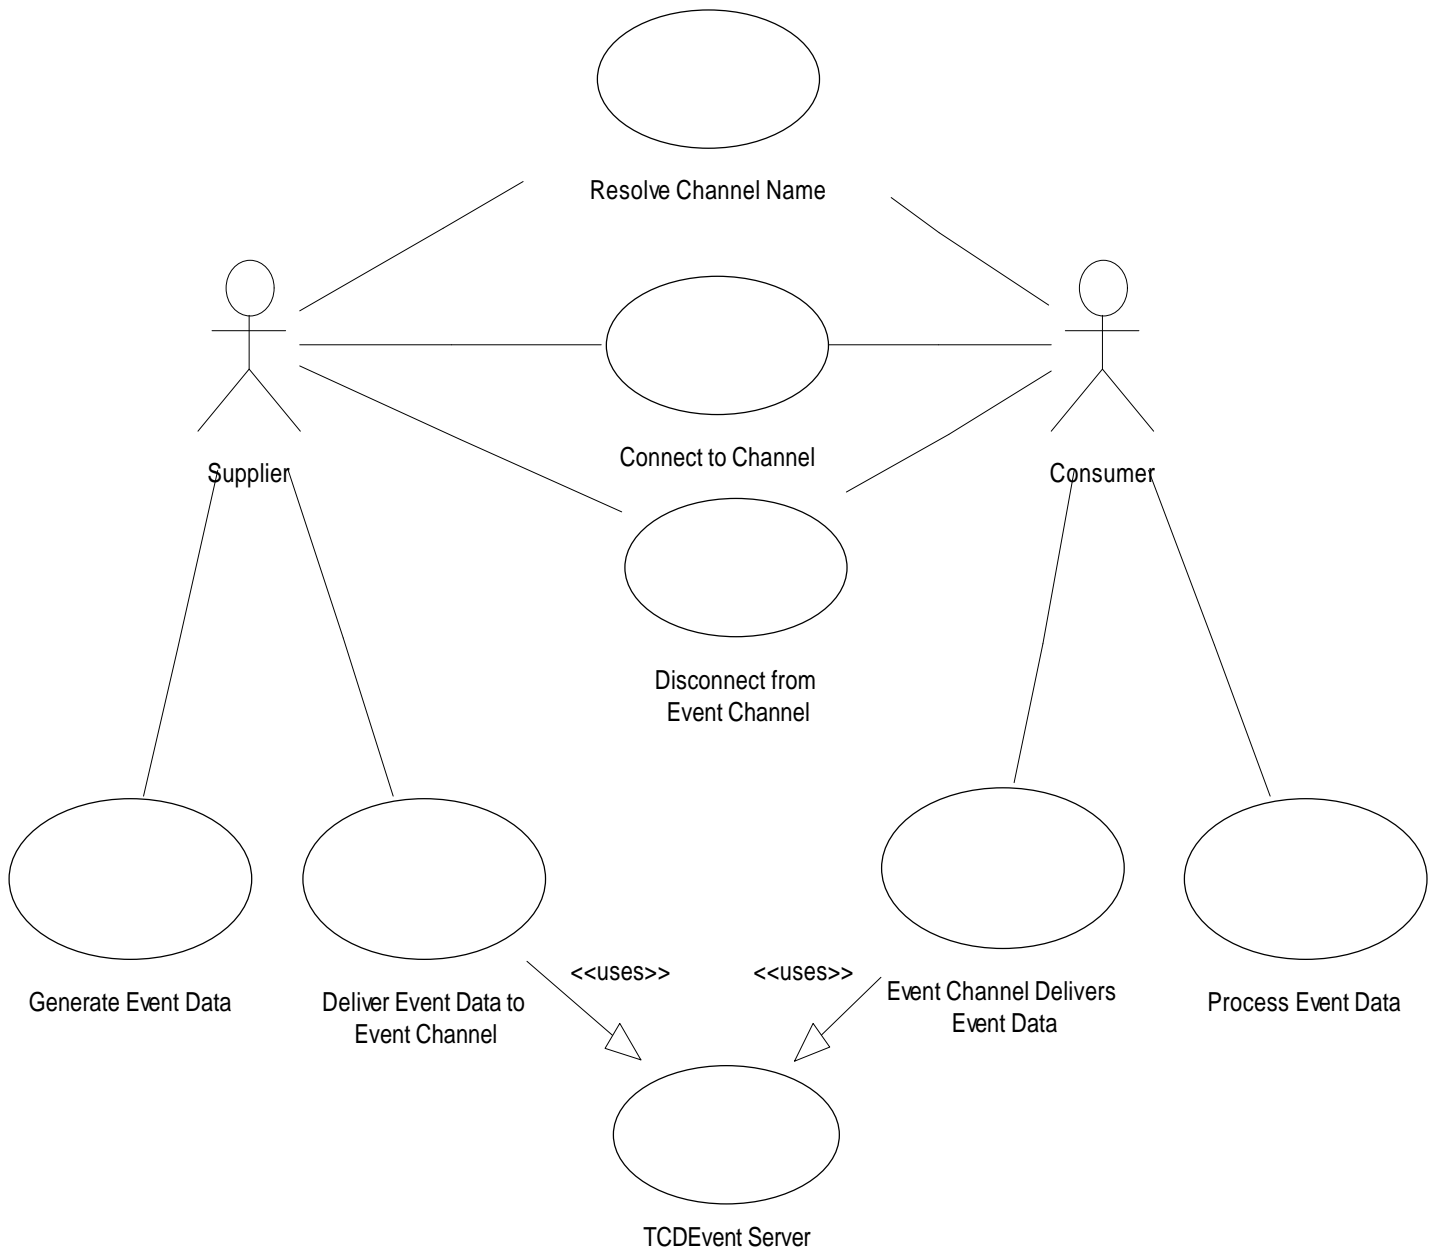 Resolve Channel Name
Connect to Channel
Supplier
Consumer
Disconnect from
Event Channel
<<uses>>
<<uses>>
Generate Event Data
Deliver Event Data to
Event Channel
Event Channel Delivers
Event Data
Process Event Data
TCDEvent Server